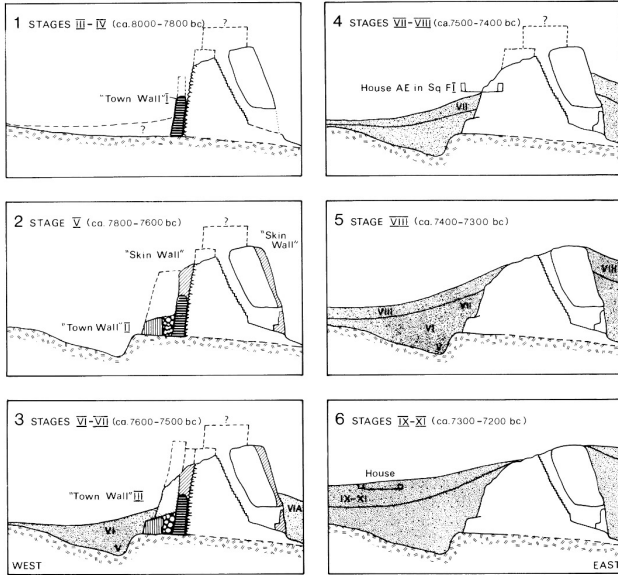 1 STAGES III-IV (ca. 8000-7800 bc)
?
"Town Wall" I
?
2 STAGE V (ca. 7800-7600 bc)
?
"Skin Wall"
"Skin Wall"
"Town Wall" II
3 STAGES VI-VII (ca. 7600-7500 bc)
?
"Town Wall" III
VI
V
VIA
WEST
4 STAGES VII-VIII (ca. 7500-7400 bc)
?
House AE in Sq FI
VII
5 STAGE VIII (ca. 7400-7300 bc)
VIII
VIII
VII
VI
V
6 STAGES IX-XI (ca. 7300-7200 bc)
House
IX-XI
EAST